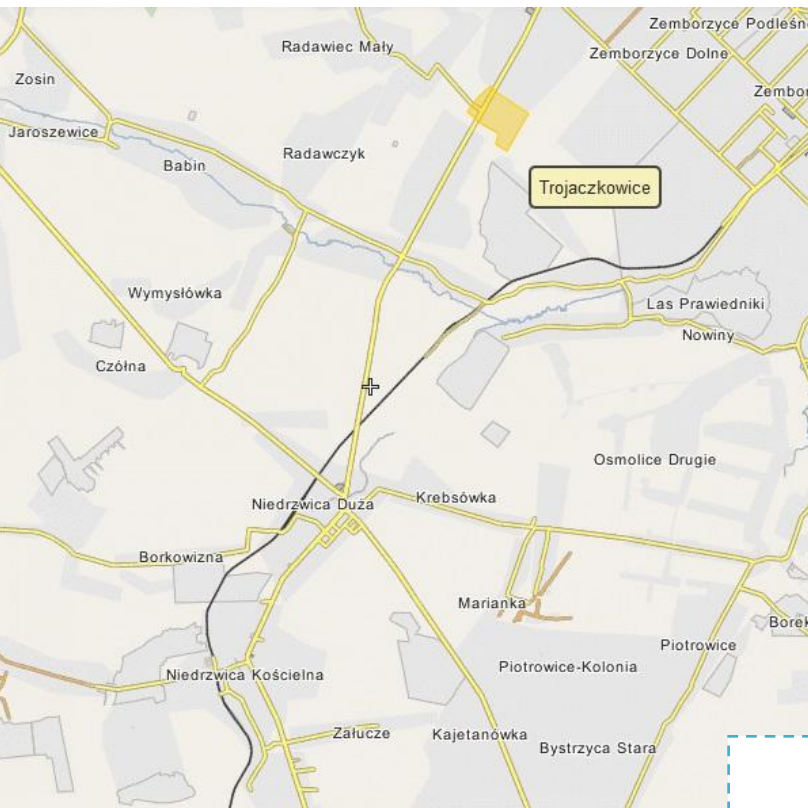 Zemborzyce Podleśn
Radawiec Mały
Zemborzyce Dolne
Zosin
Zembor
Jaroszewice
Radawczyk
Babin
Trojaczkowice
Wymysłówka
Las Prawiedniki
Nowiny
Czółna
Osmolice Drugie
Krebsówka
Niedrzwica Duża
Borkowizna
Marianka
Borek
Piotrowice
Piotrowice-Kolonia
Niedrzwica Kościelna
Załucze
Kajetanówka
Bystrzyca Stara